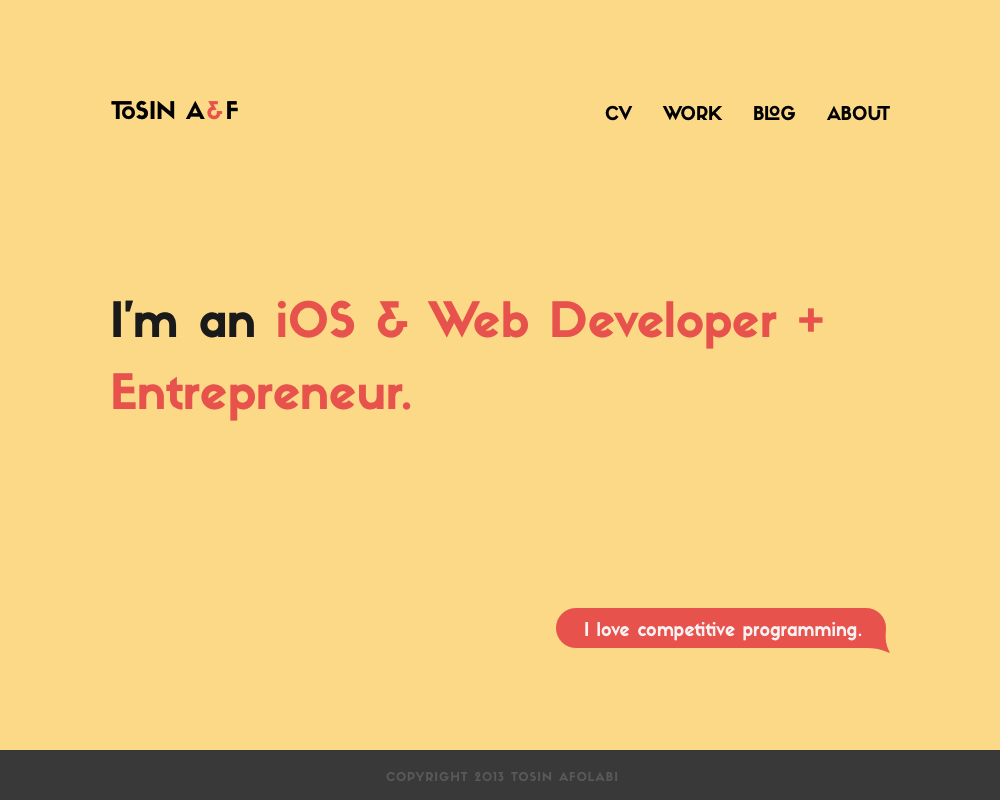 TOSIN A&F
CV WORK BLOG ABOUT
I'm an iOS & Web Developer +
Entrepreneur.
I love competitive programming.
COPYRIGHT 2013 TOSIN AFOLABI